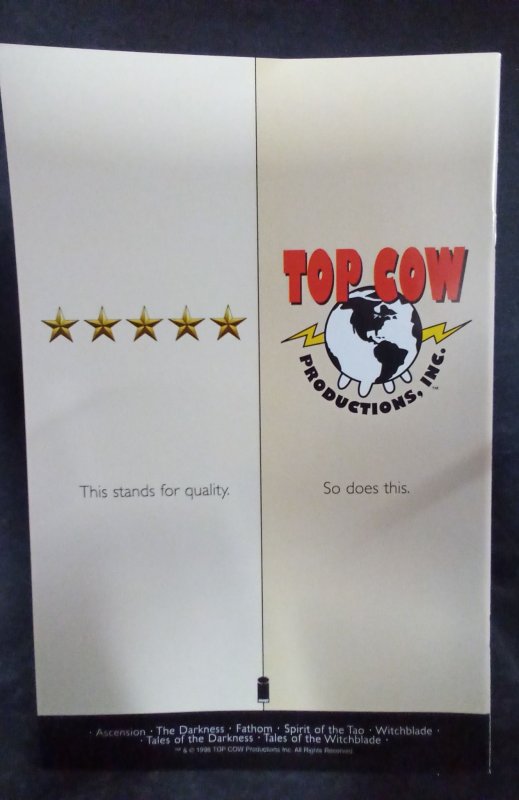 TOP COW
PRODUCTIONS, INC.
™
This stands for quality.
So does this.
· Ascension · The Darkness · Fathom · Spirit of the Tao · Witchblade ·
· Tales of the Darkness · Tales of the Witchblade ·
™ & © 1998 TOP COW Productions Inc. All Rights Reserved.